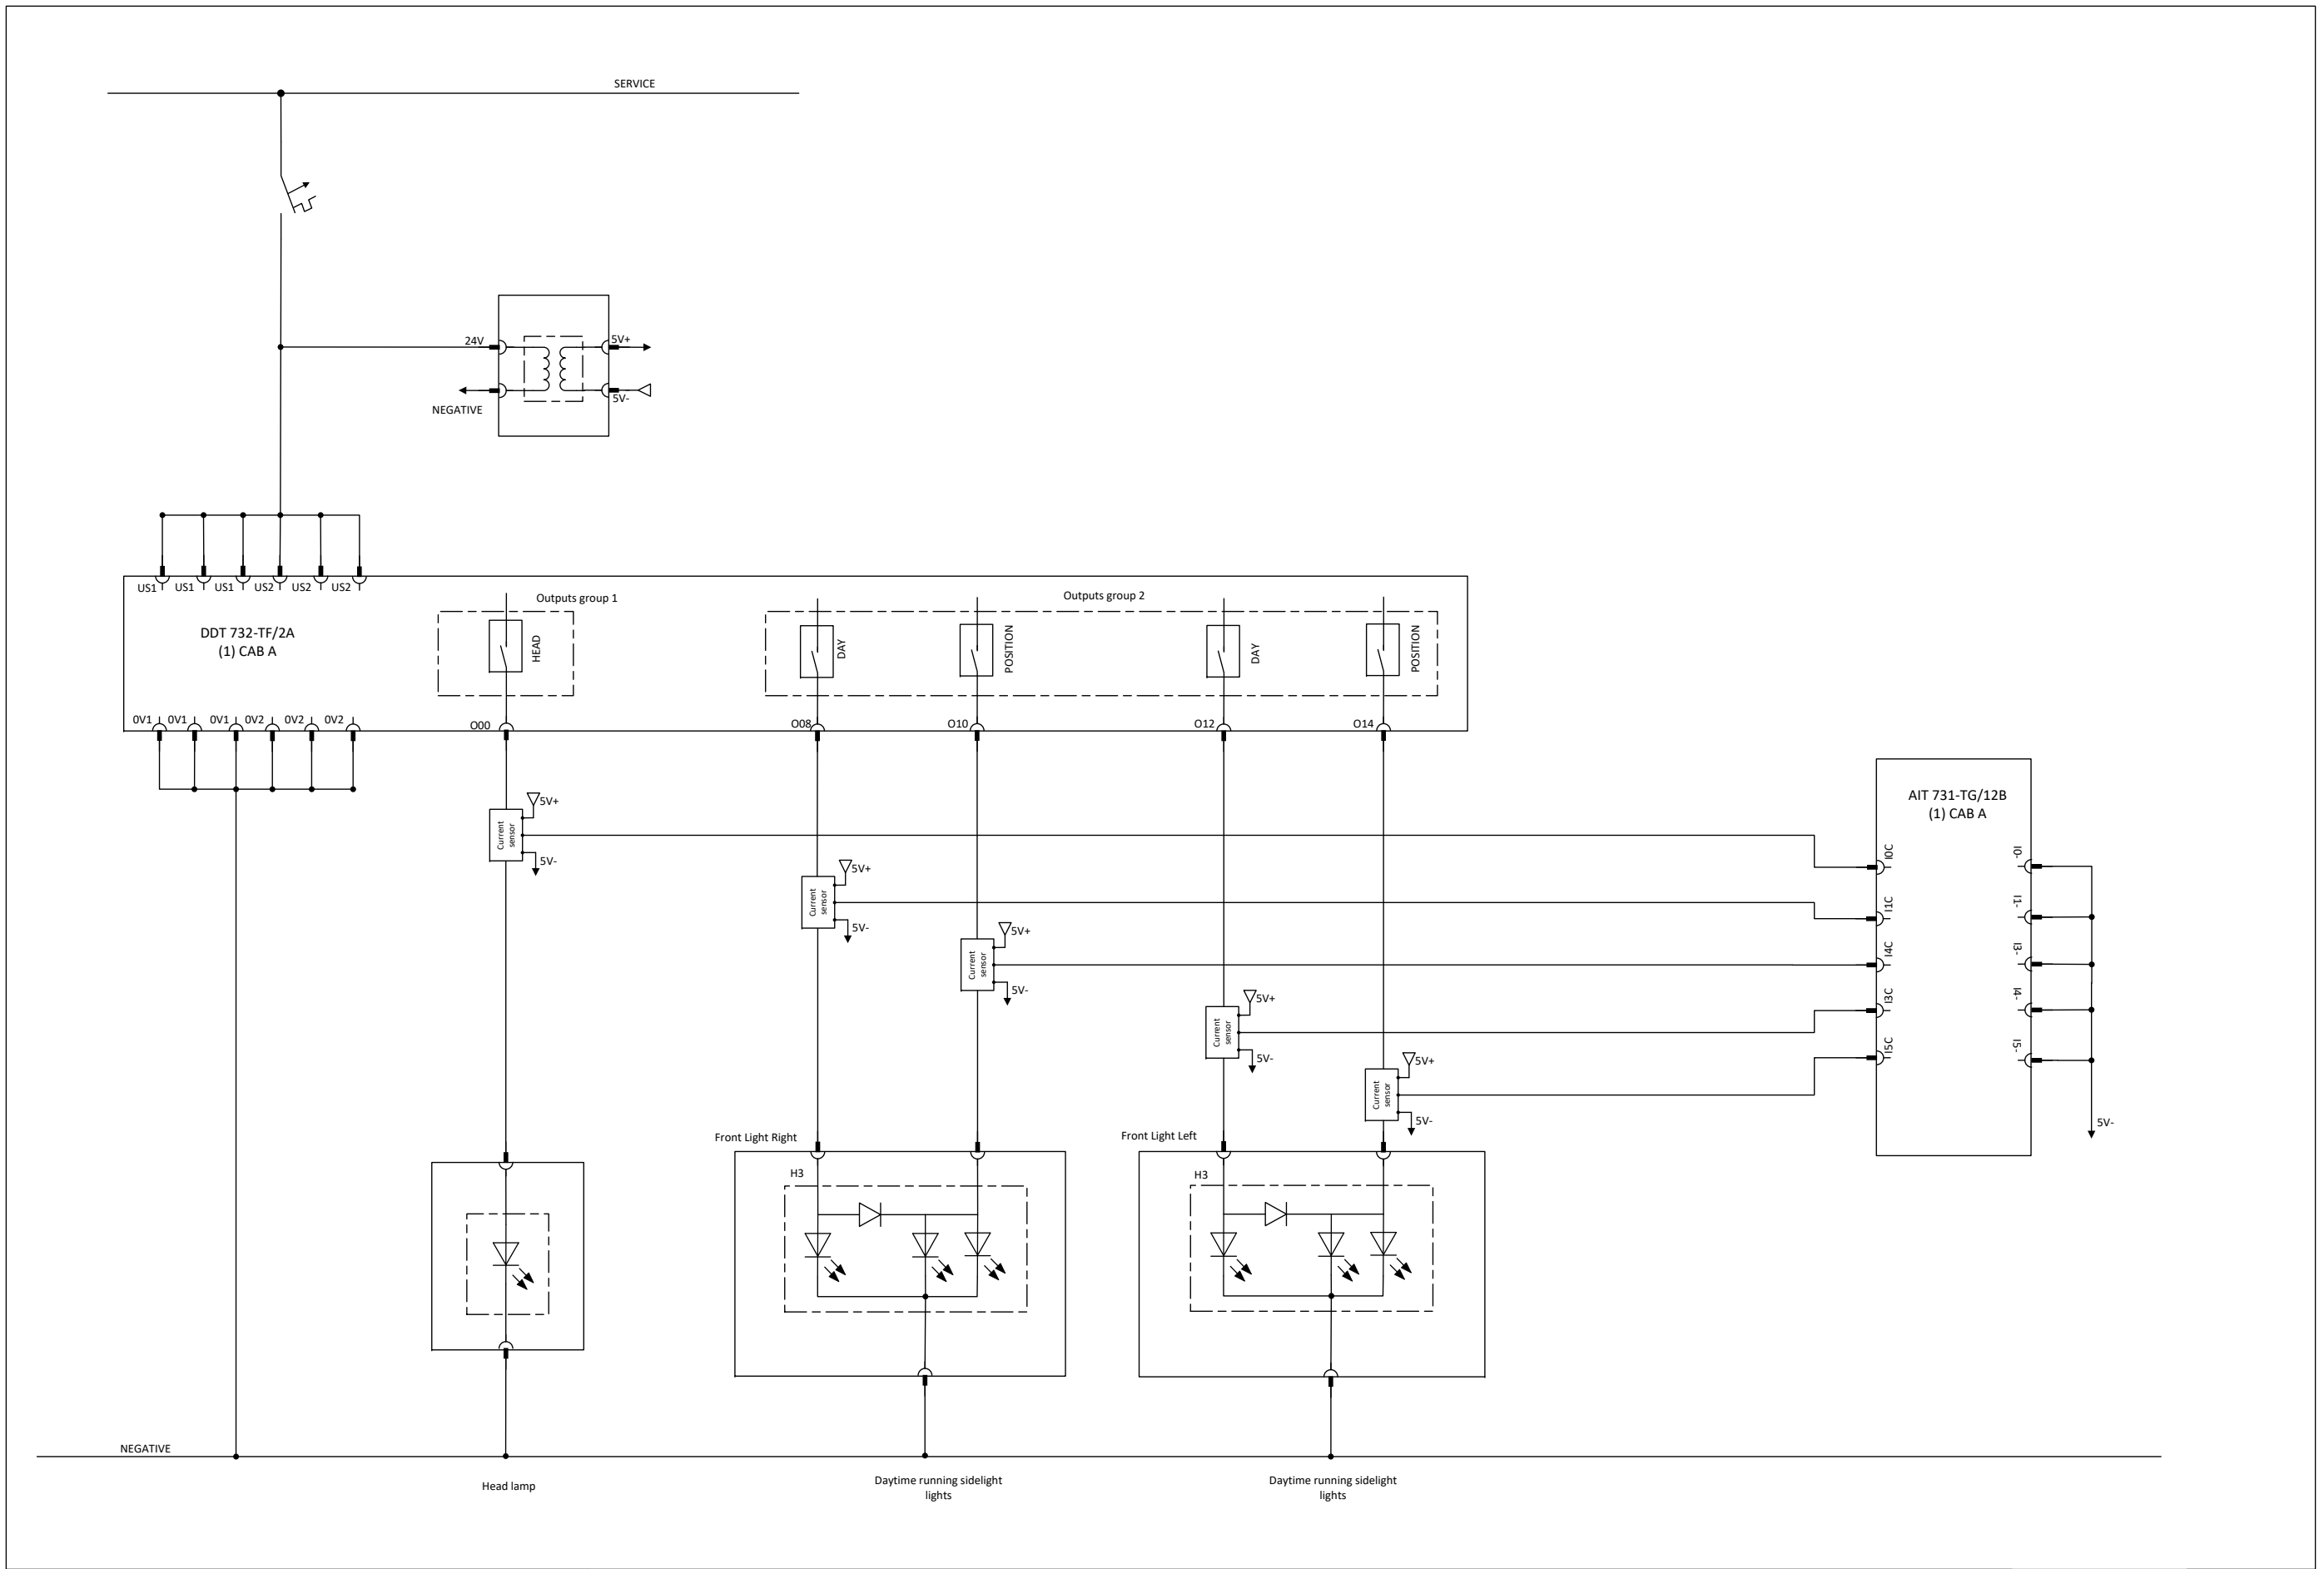 SERVICE
24V
5V+
NEGATIVE
5V-
US1 US1 US1 US2 US2 US2
Outputs group 1
Outputs group 2
DDT 732-TF/2A
(1) CAB A
HEAD
DAY
POSITION
DAY
POSITION
0V1 0V1 0V1 0V2 0V2 0V2
O00
O08
O10
O12
O14
Current
sensor
5V+
5V-
Current
sensor
5V+
5V-
Current
sensor
5V+
5V-
Current
sensor
5V+
5V-
Current
sensor
5V+
5V-
AIT 731-TG/12B
(1) CAB A
I0C
I1C
I4C
I3C
I5C
I0-
I1-
I3-
I4-
I5-
5V-
Front Light Right
H3
Front Light Left
H3
NEGATIVE
Head lamp
Daytime running sidelight
lights
Daytime running sidelight
lights